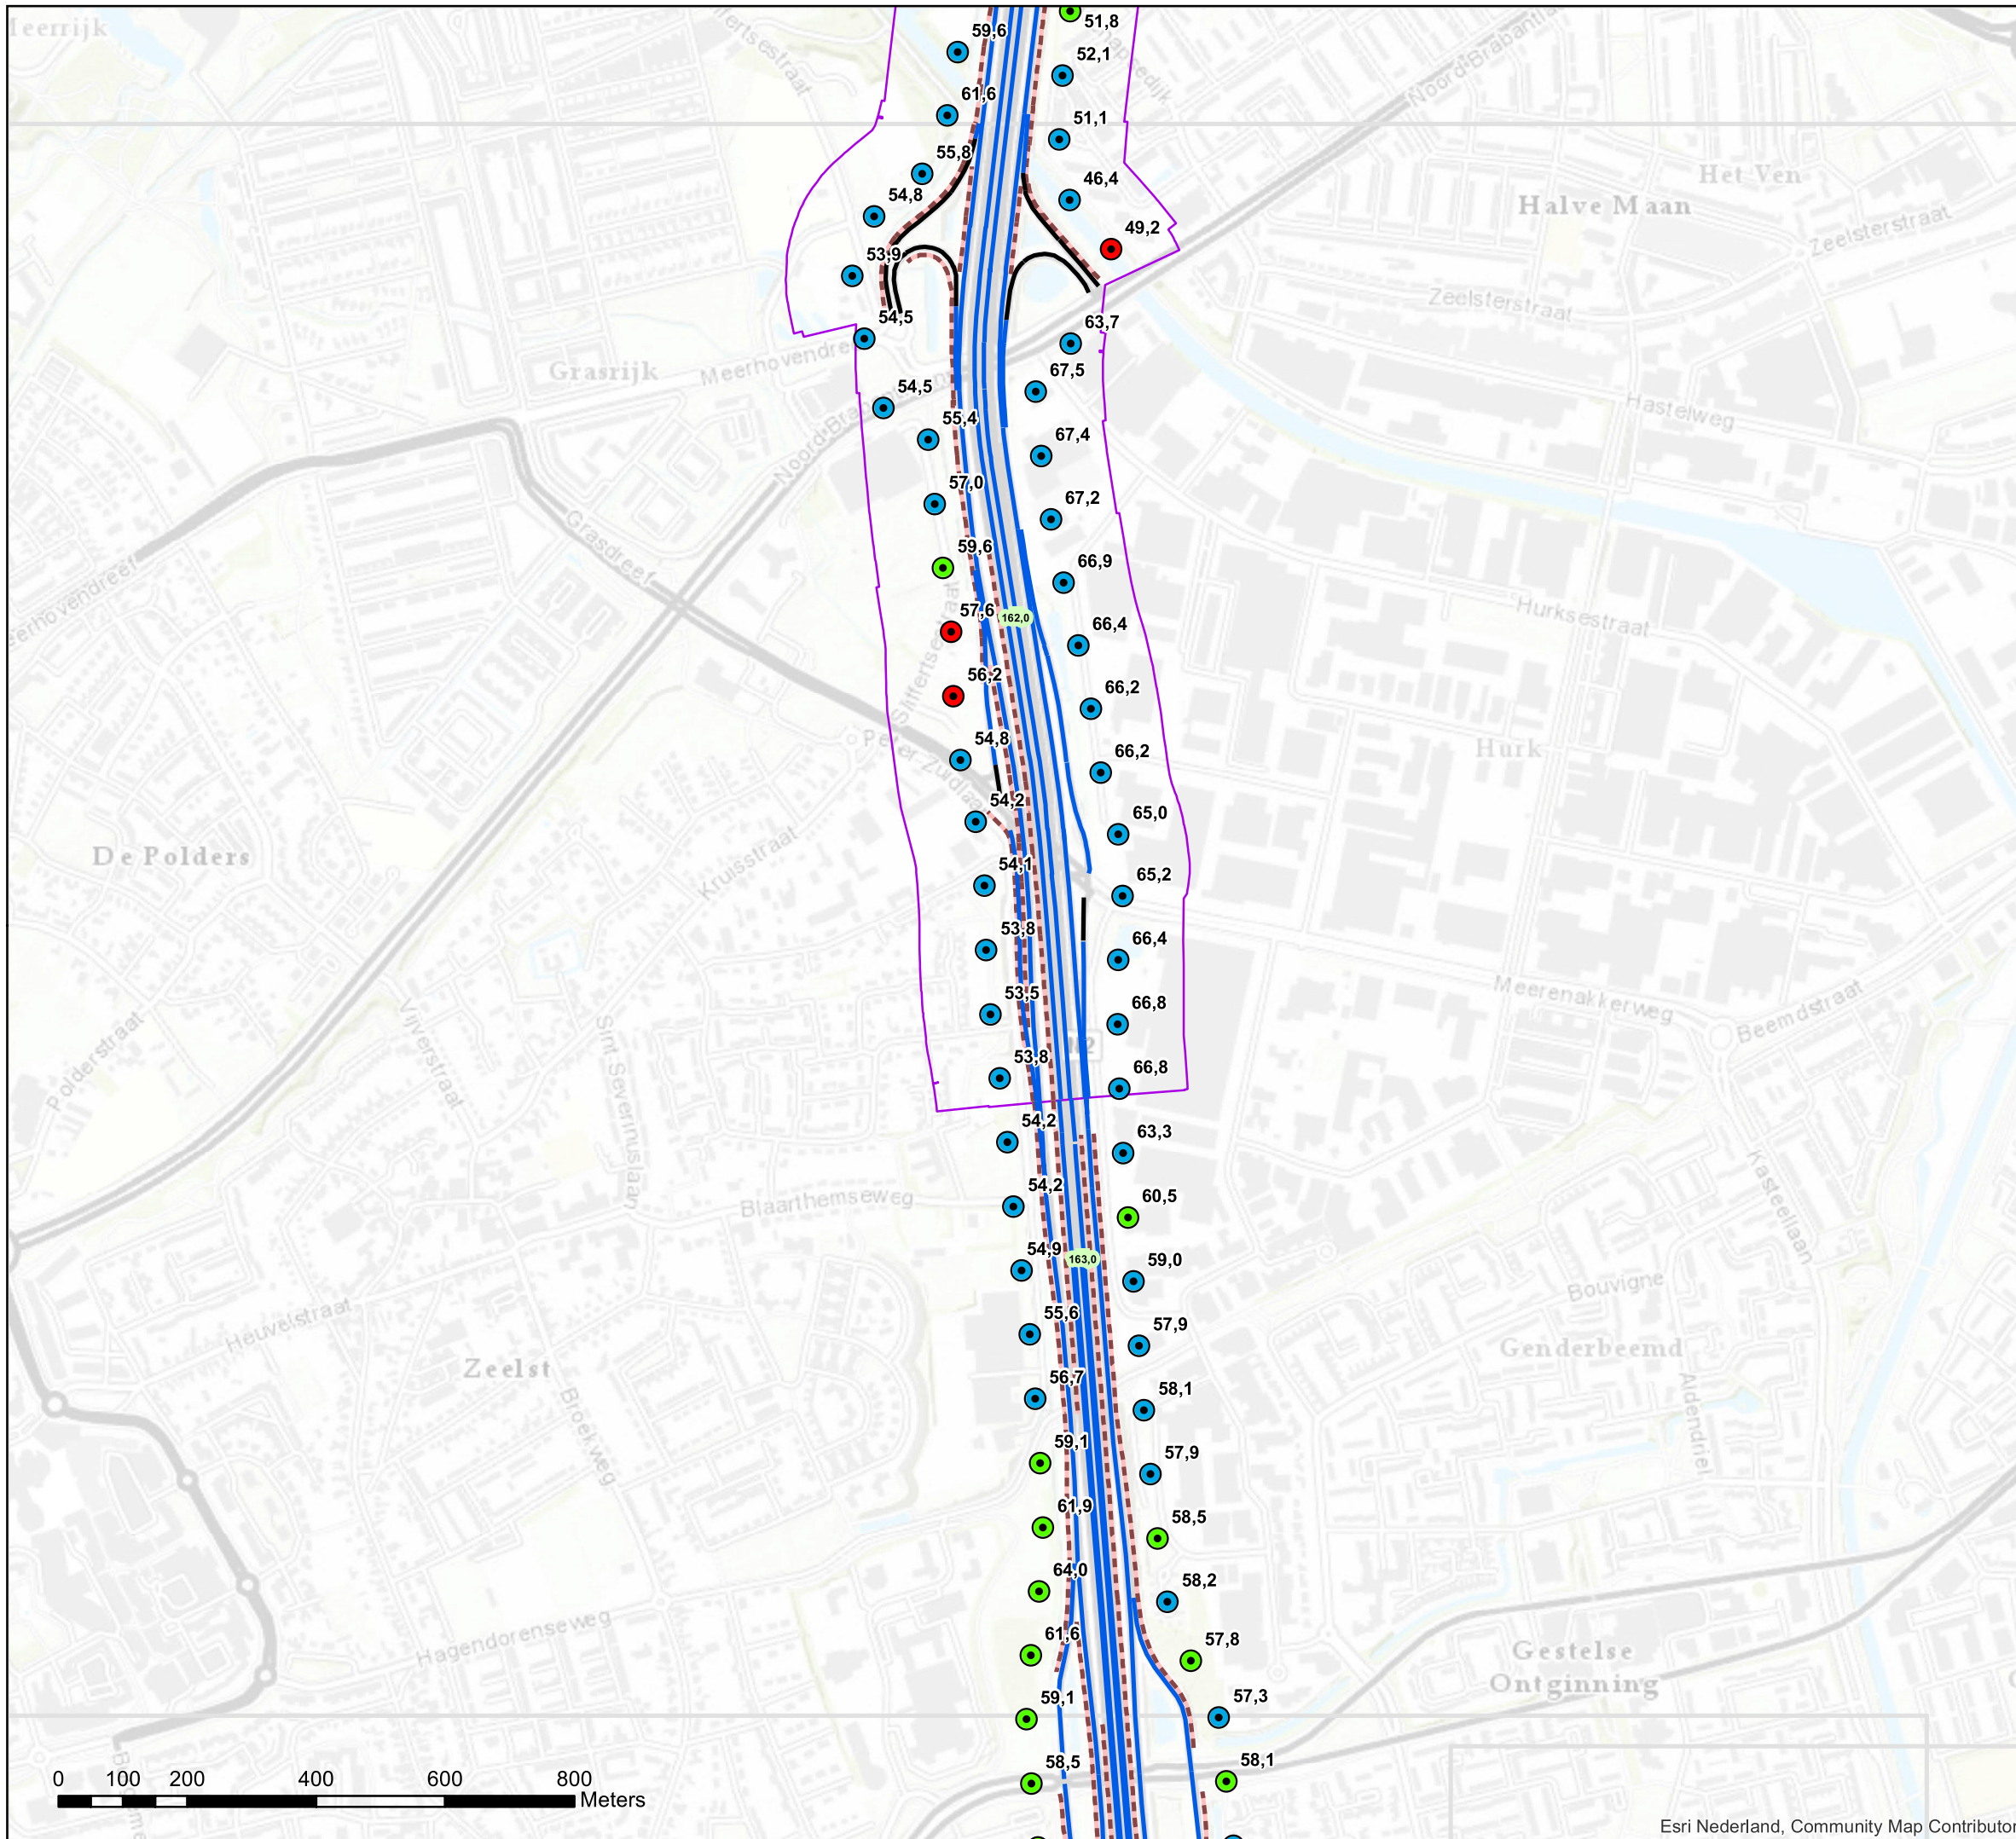 51,8
59,6
52,1
61,6
51,1
55,8
46,4
54,8
Het Ven
Halve Maan
49,2
Zeelsterstraat
53,9
Zeelsterstraat
54,5
63,7
Grasrijk
67,5
54,5
Hastelweg
55,4
67,4
57,0
67,2
Grasdreef
59,6
66,9
57,6
162,0
Hurksestraat
66,4
56,2
66,2
54,8
Hurk
66,2
54,2
65,0
De Polders
Kruisstraat
54,1
65,2
53,8
66,4
53,5
Meerenakkerweg
Beemdstraat
66,8
Polderstraat
Sint Severinuslaan
53,8
66,8
54,2
63,3
54,2
60,5
Blaarthemseweg
Kasteellaan
54,9
163,0
59,0
Bouvigne
Heuvelstraat
55,6
57,9
Genderbeemd
Zeelst
56,7
58,1
Broekweg
Aldendriel
59,1
57,9
61,9
58,5
64,0
58,2
61,6
57,8
Hagendorenseweg
Gestelse
Ontginning
59,1
57,3
58,5
58,1
0 100 200 400 600 800
Meters
Esri Nederland, Community Map Contributor